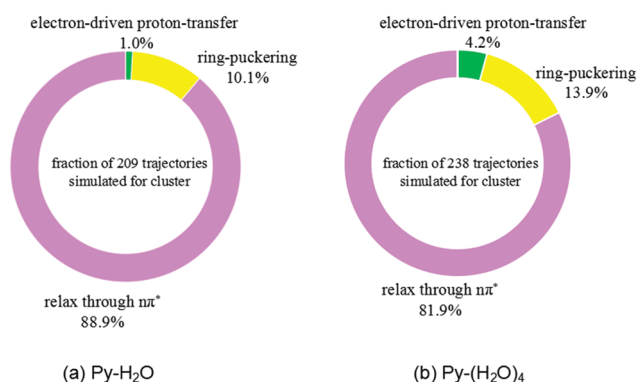 electron-driven proton-transfer
1.0%
ring-puckering
10.1%
fraction of 209 trajectories
simulated for cluster
relax through nπ*
88.9%
(a) Py-H₂O
electron-driven proton-transfer
4.2%
ring-puckering
13.9%
fraction of 238 trajectories
simulated for cluster
relax through nπ*
81.9%
(b) Py-(H₂O)₄